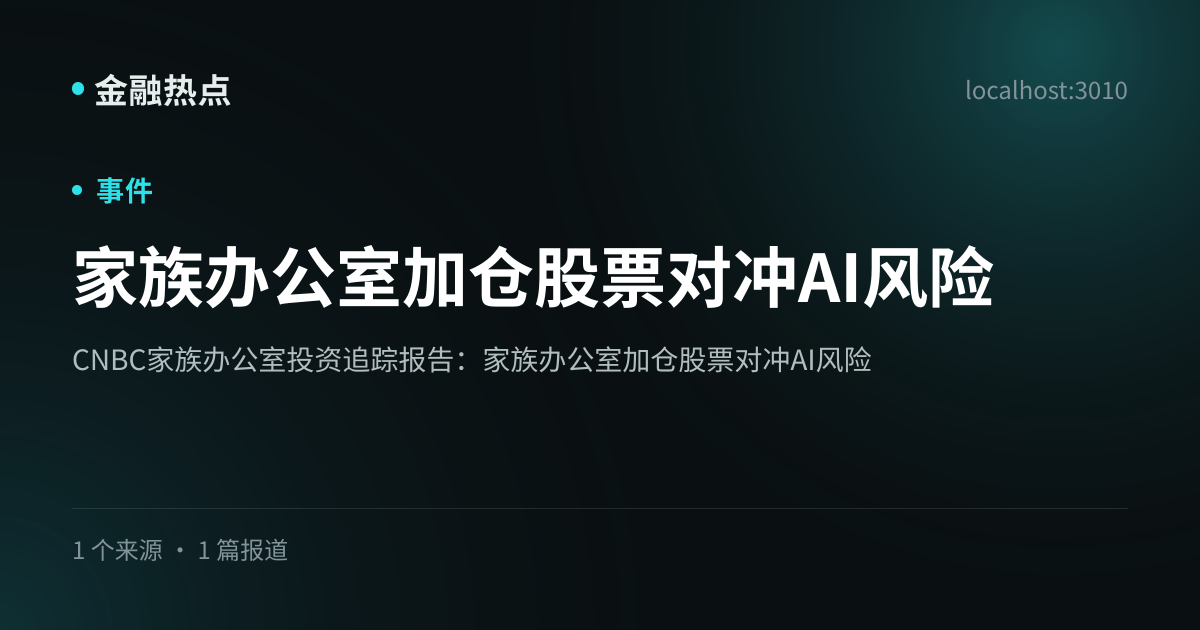 金融热点
localhost:3010
事件
家族办公室加仓股票对冲AI风险
CNBC家族办公室投资追踪报告：家族办公室加仓股票对冲AI风险
1 个来源 · 1 篇报道